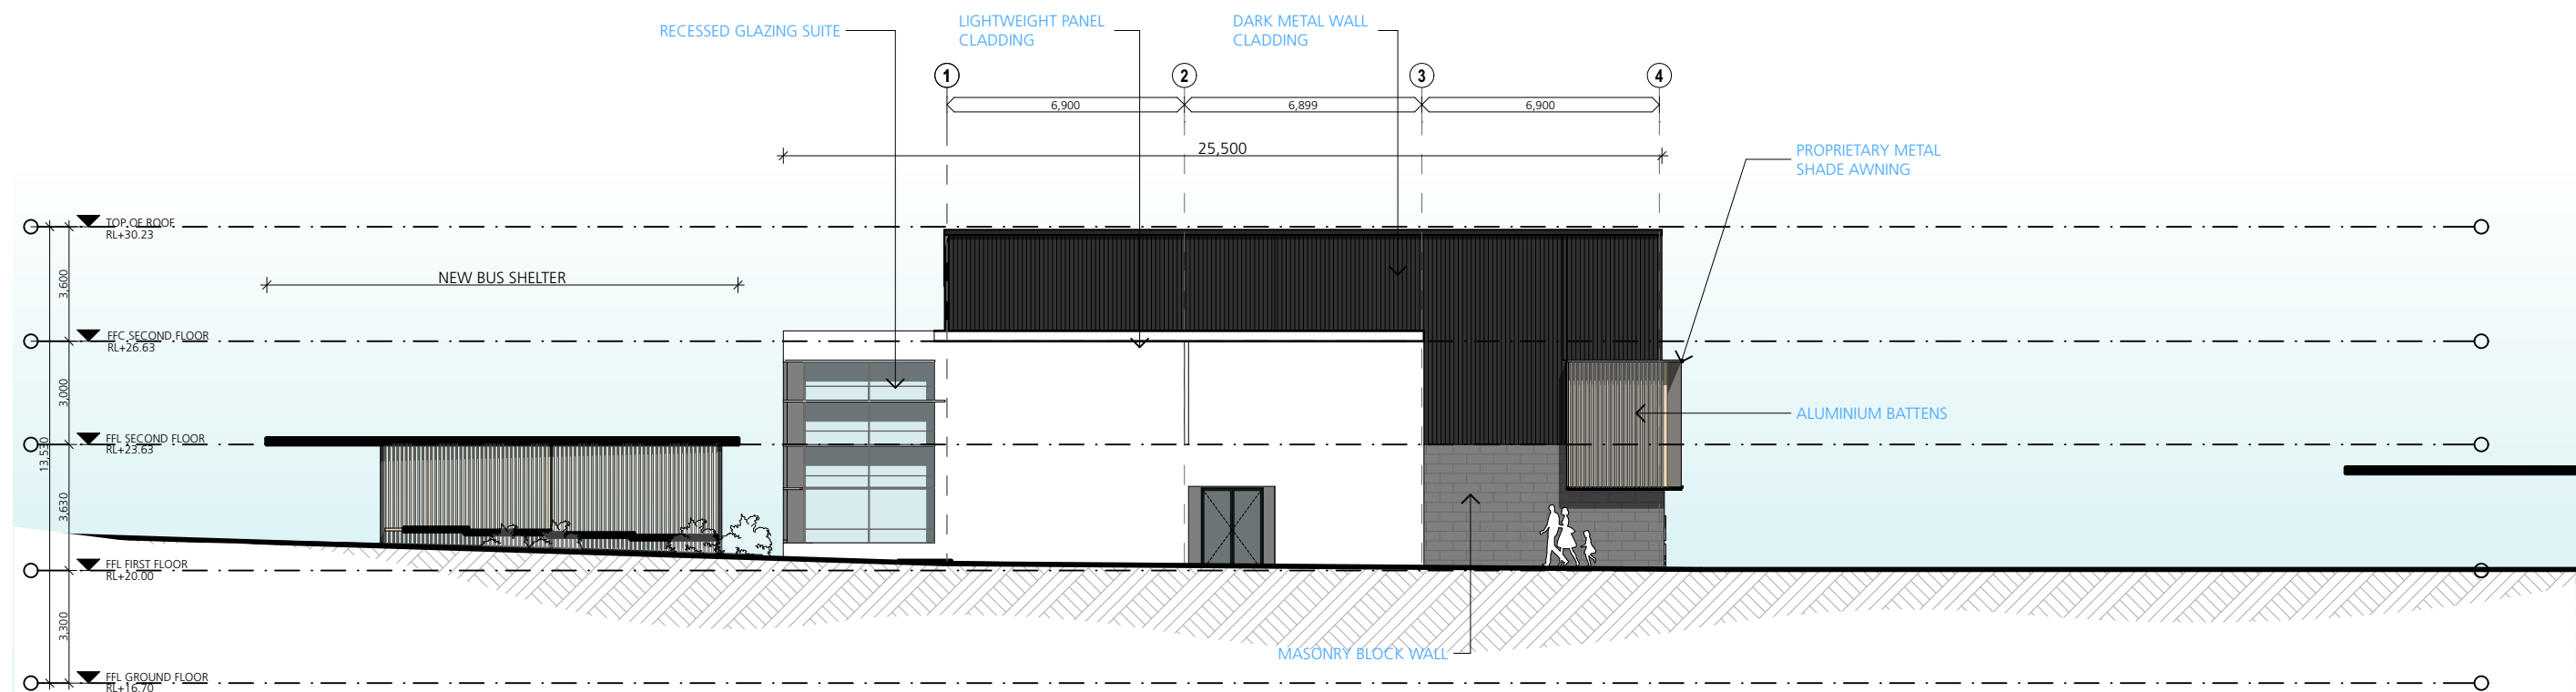 RECESSED GLAZING SUITE
LIGHTWEIGHT PANEL
CLADDING
DARK METAL WALL
CLADDING
1
2
3
4
6,900
6,899
6,900
25,500
PROPRIETARY METAL
SHADE AWNING
TOP OF ROOF
RL+30.23
3,600
NEW BUS SHELTER
FFC SECOND FLOOR
RL+26.63
3,000
ALUMINIUM BATTENS
FFL SECOND FLOOR
RL+23.63
13,530
3,630
FFL FIRST FLOOR
RL+20.00
3,300
MASONRY BLOCK WALL
FFL GROUND FLOOR
RL+16.70